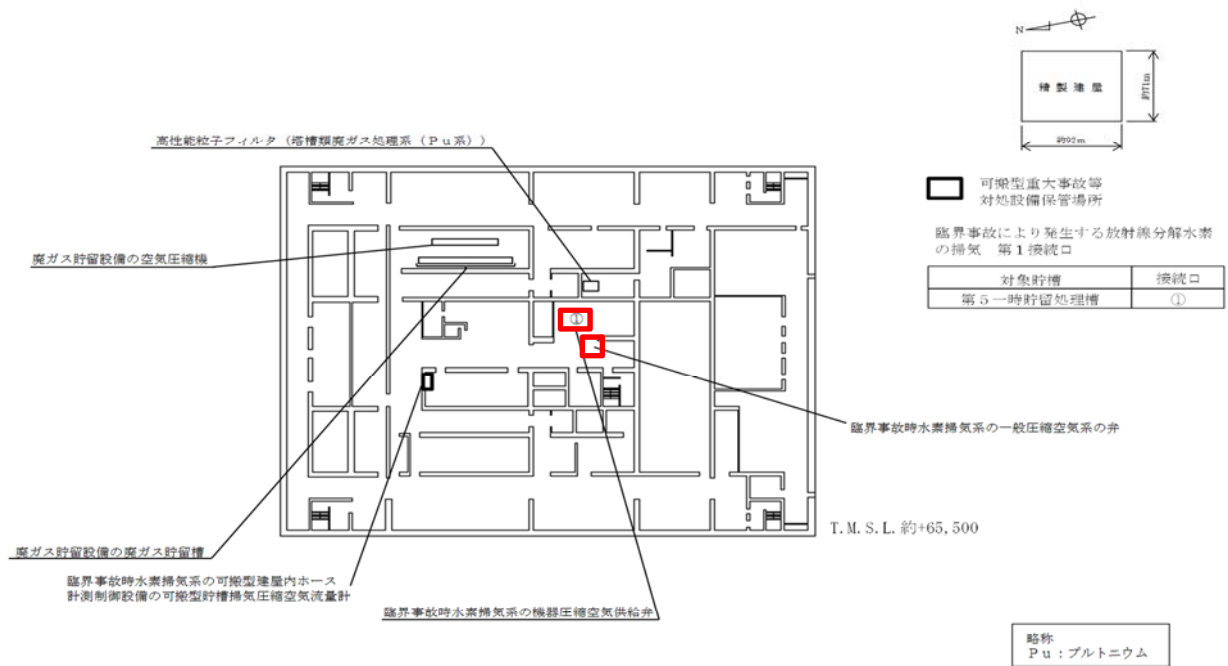 N
精製建屋
約71m
約92m
高性能粒子フィルタ（塔槽類廃ガス処理系（Ｐｕ系））
可搬型重大事故等
対処設備保管場所
臨界事故により発生する放射線分解水素
の掃気　第１接続口
対象貯槽 接続口
第５一時貯留処理槽 ①
廃ガス貯留設備の空気圧縮機
①
臨界事故時水素掃気系の一般圧縮空気系の弁
T.M.S.L.約+65,500
廃ガス貯留設備の廃ガス貯留槽
臨界事故時水素掃気系の可搬型建屋内ホース
計測制御設備の可搬型貯槽掃気圧縮空気流量計
臨界事故時水素掃気系の機器圧縮空気供給弁
略称
Ｐｕ：プルトニウム